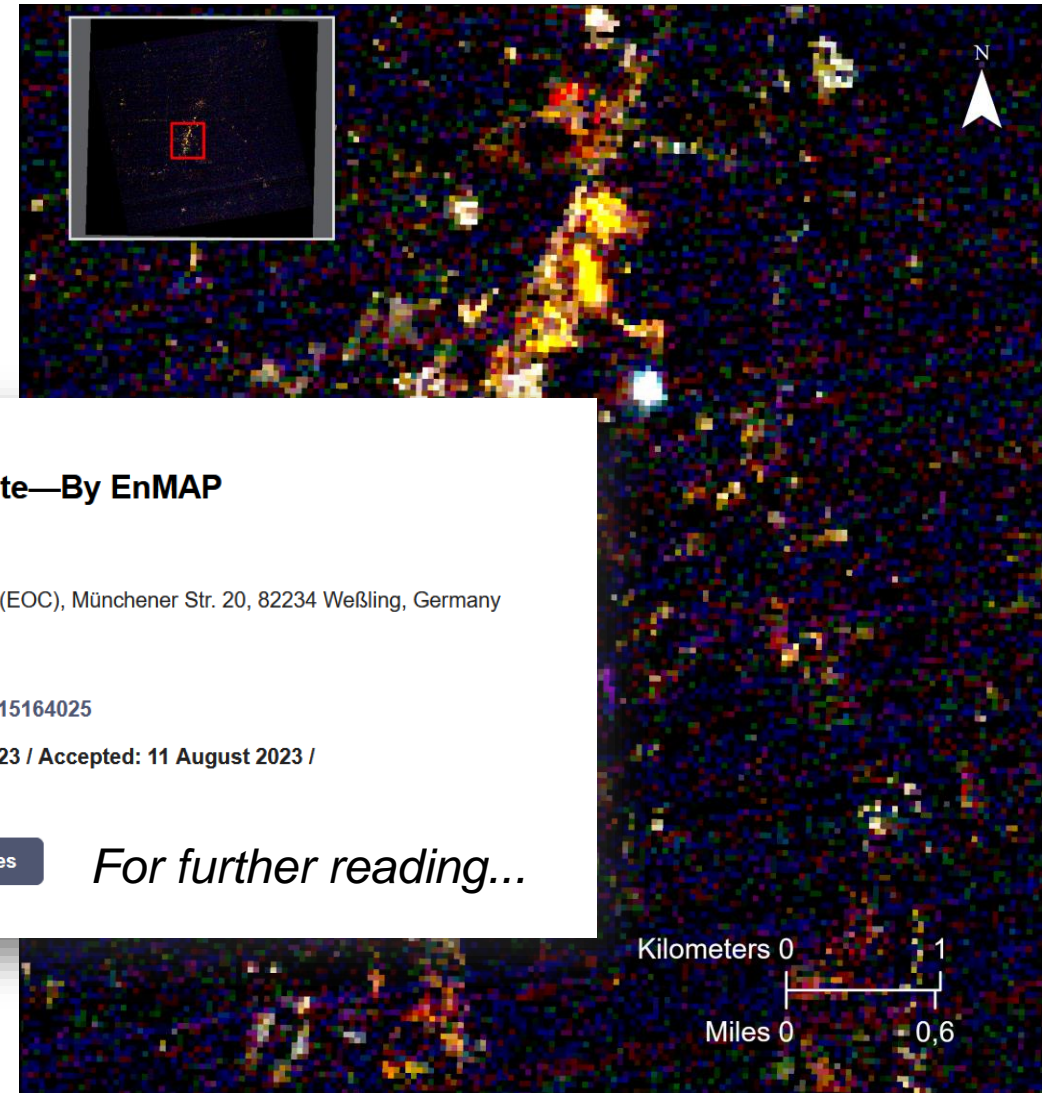 N
te—By EnMAP
(EOC), Münchener Str. 20, 82234 Weßling, Germany
15164025
23 / Accepted: 11 August 2023 /
es
For further reading...
Kilometers 0 1
Miles 0 0,6